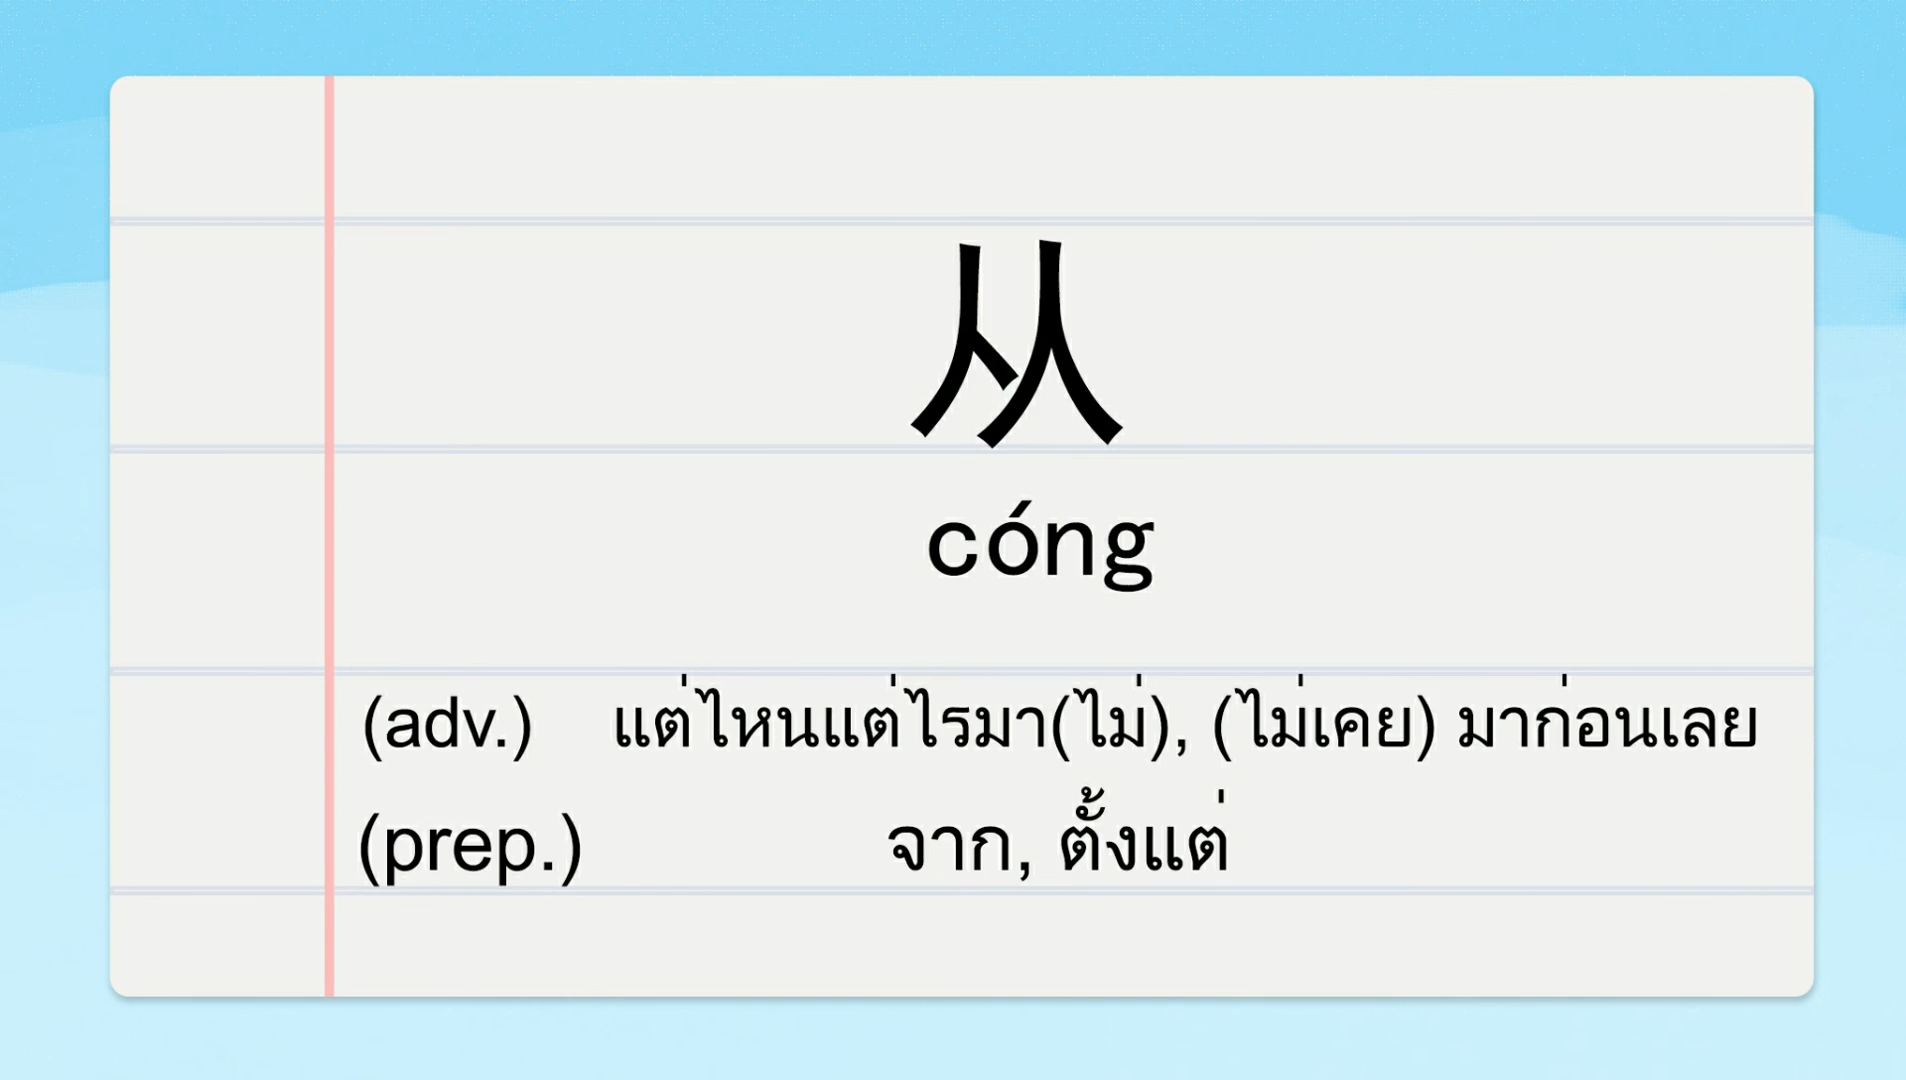 从
cóng
(adv.) แต่ไหนแต่ไรมา(ไม่), (ไม่เคย) มาก่อนเลย
(prep.) จาก, ตั้งแต่